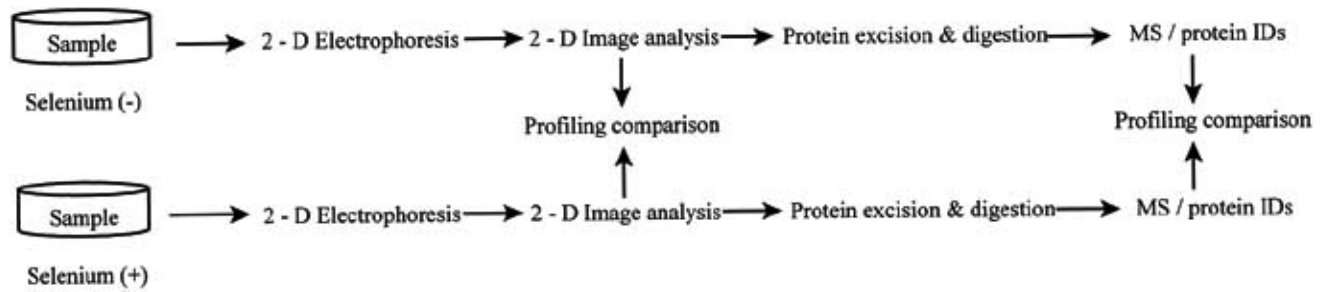 Sample
2 - D Electrophoresis
2 - D Image analysis
Protein excision & digestion
MS / protein IDs
Selenium (-)
Profiling comparison
Profiling comparison
Sample
2 - D Electrophoresis
2 - D Image analysis
Protein excision & digestion
MS / protein IDs
Selenium (+)